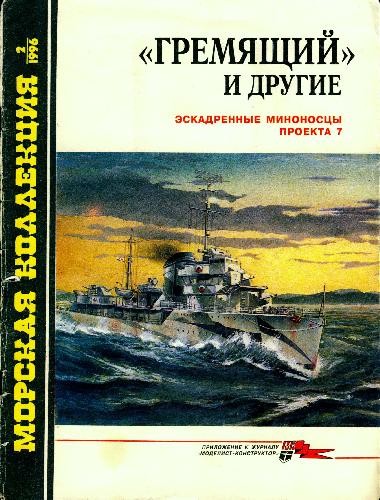 2
1996
МОРСКАЯ КОЛЛЕКЦИЯ
«ГРЕМЯЩИЙ»
И ДРУГИЕ
ЭСКАДРЕННЫЕ МИНОНОСЦЫ
ПРОЕКТА 7
ПРИЛОЖЕНИЕ К ЖУРНАЛУ
«МОДЕЛИСТ-КОНСТРУКТОР»